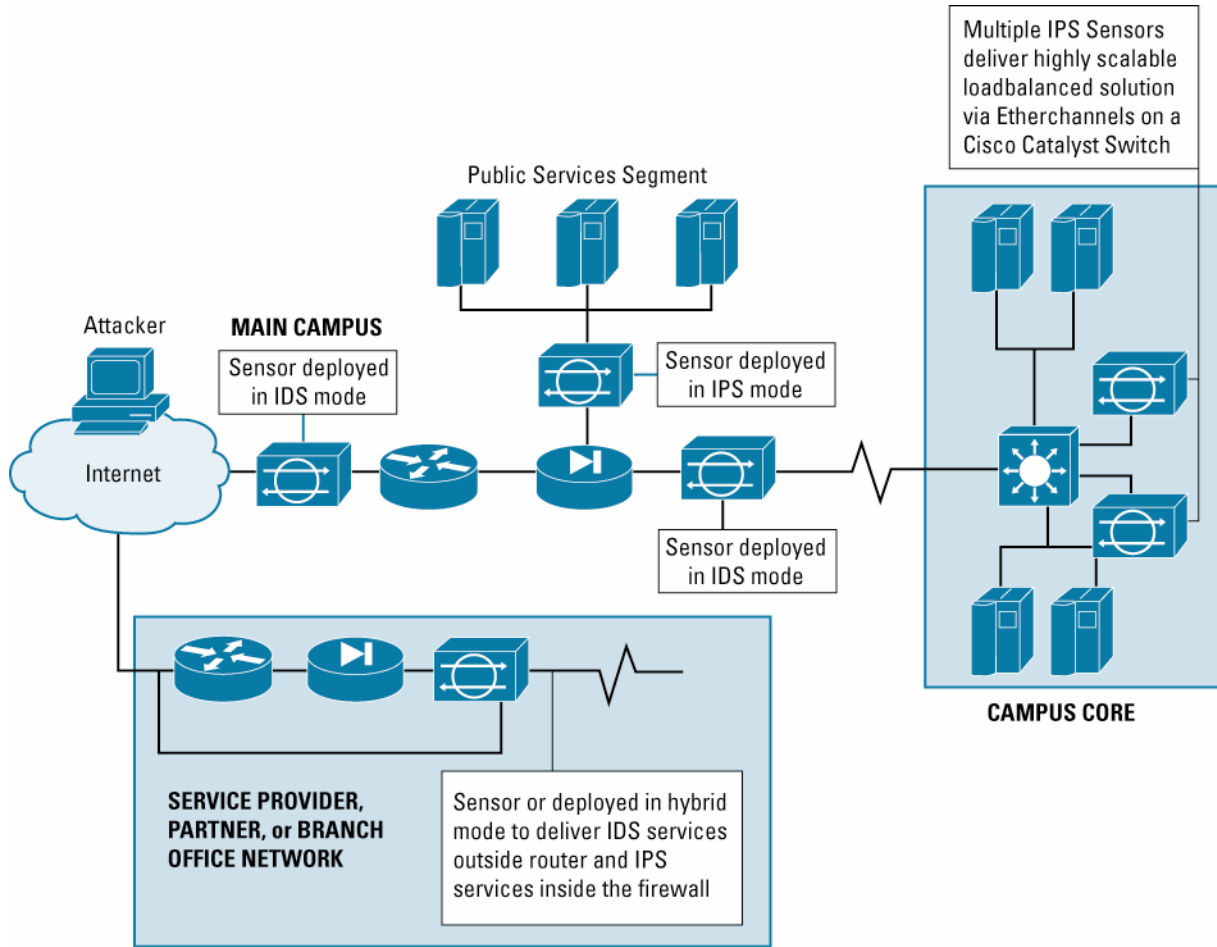 Multiple IPS Sensors
deliver highly scalable
loadbalanced solution
via Etherchannels on a
Cisco Catalyst Switch
Public Services Segment
Attacker
MAIN CAMPUS
Sensor deployed
in IDS mode
Sensor deployed
in IPS mode
Internet
Sensor deployed
in IDS mode
CAMPUS CORE
SERVICE PROVIDER,
PARTNER, or BRANCH
OFFICE NETWORK
Sensor or deployed in hybrid
mode to deliver IDS services
outside router and IPS
services inside the firewall